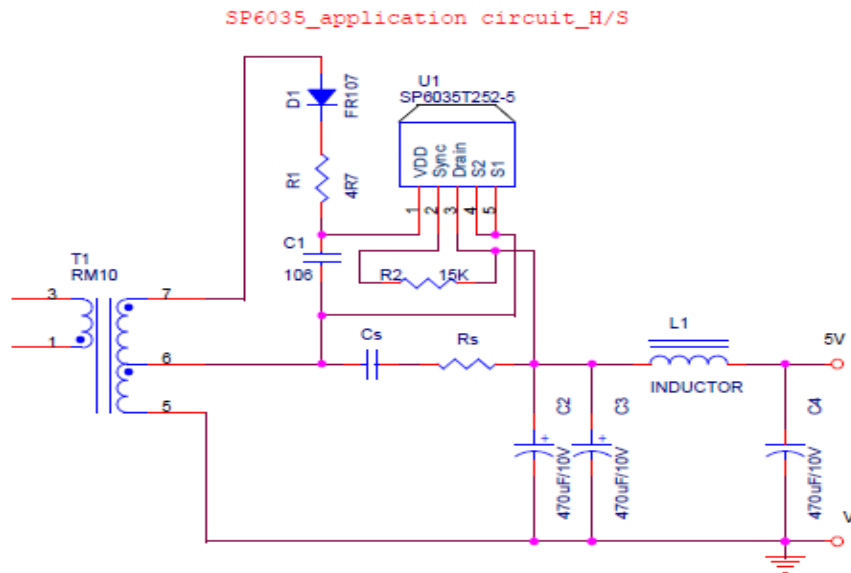 SP6035_application circuit_H/S
U1
SP6035T252-5
D1
FR107
VDD
Sync
Drain
S2
S1
R1
4R7
1
2
3
4
5
C1
106
R2
15K
T1
RM10
3
7
1
6
5
Cs
Rs
L1
INDUCTOR
5V
C2
+
470uF/10V
C3
+
470uF/10V
C4
470uF/10V
V